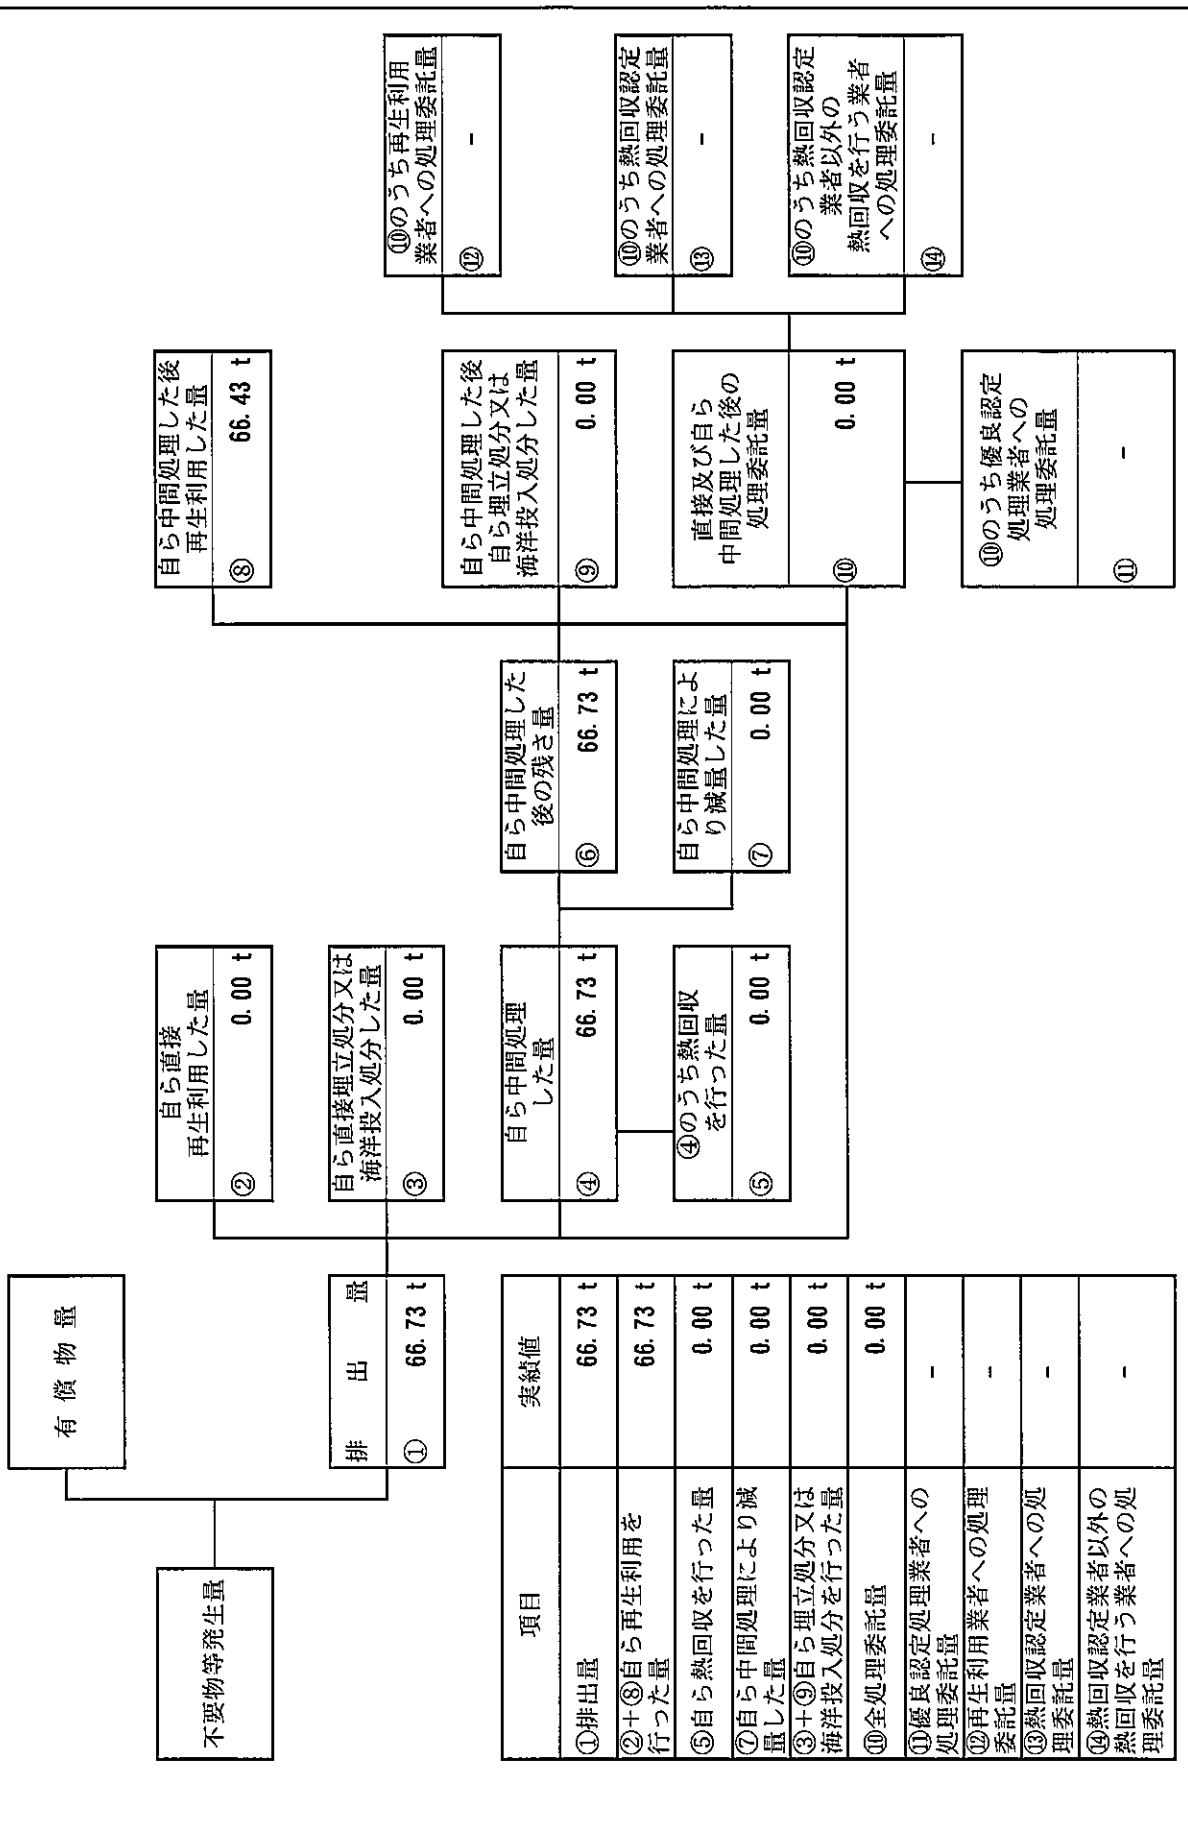 不要物等発生量
有償物量
排出量
① 66.73 t
自ら直接
再生利用した量
② 0.00 t
自ら直接埋立処分又は
海洋投入処分した量
③ 0.00 t
自ら中間処理
した量
④ 66.73 t
④のうち熱回収
を行った量
⑤ 0.00 t
自ら中間処理した
後の残さ量
⑥ 66.73 t
自ら中間処理によ
り減量した量
⑦ 0.00 t
自ら中間処理した後
再生利用した量
⑧ 66.43 t
自ら中間処理した後
自ら埋立処分又は
海洋投入処分した量
⑨ 0.00 t
直接及び自ら
中間処理した後の
処理委託量
⑩ 0.00 t
⑩のうち優良認定
処理業者への
処理委託量
⑪ -
⑩のうち再生利用
業者への処理委託量
⑫ -
⑩のうち熱回収認定
業者への処理委託量
⑬ -
⑩のうち熱回収認定
業者以外の
熱回収を行う業者
への処理委託量
⑭ -
項目 実績値
①排出量 66.73 t
②+⑧自ら再生利用を
行った量 66.73 t
⑤自ら熱回収を行った量 0.00 t
⑦自ら中間処理により減
量した量 0.00 t
③+⑨自ら埋立処分又は
海洋投入処分を行った量 0.00 t
⑩全処理委託量 0.00 t
⑪優良認定処理業者への
処理委託量 -
⑫再生利用業者への処理
委託量 -
⑬熱回収認定業者への処
理委託量 -
⑭熱回収認定業者以外の
熱回収を行う業者への処
理委託量 -